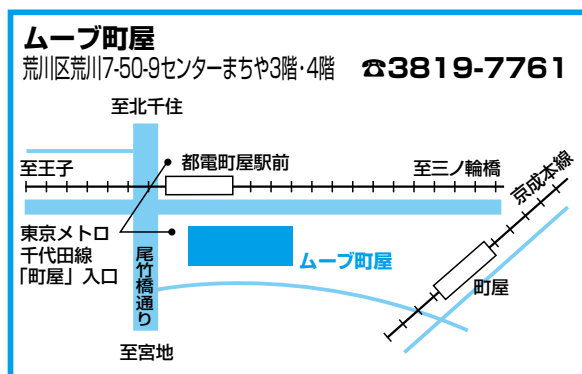 ムーブ町屋
荒川区荒川7-50-9センターまちや3階・4階 ☎3819-7761
至北千住
至王子
都電町屋駅前
至三ノ輪橋
京成本線
東京メトロ
千代田線
「町屋」入口
尾竹橋通り
ムーブ町屋
町屋
至宮地